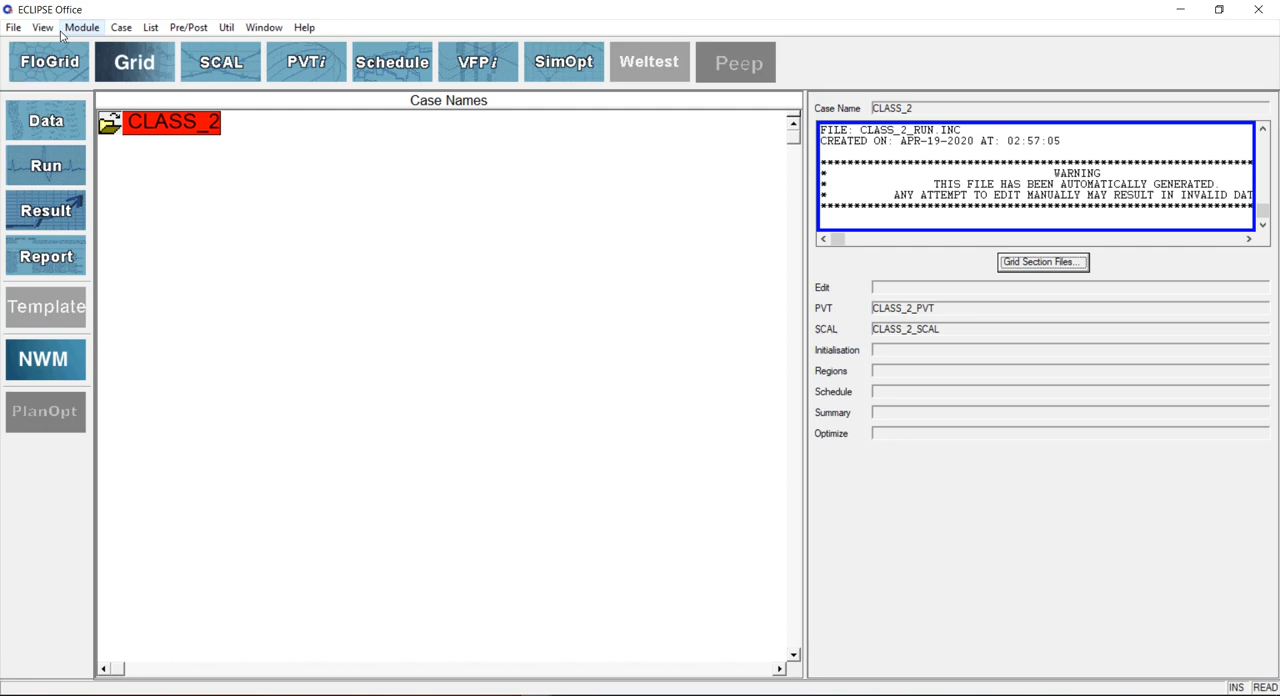 ECLIPSE Office
File View Module Case List Pre/Post Util Window Help
FloGrid Grid SCAL PVTi Schedule VFPi SimOpt Weltest Peep
Data
Run
Result
Report
Template
NWM
PlanOpt
Case Names
CLASS_2
Case Name CLASS_2
FILE: CLASS_2_RUN.INC
CREATED ON: APR-19-2020 AT: 02:57:05
****************************************************************
* WARNING
* THIS FILE HAS BEEN AUTOMATICALLY GENERATED.
* ANY ATTEMPT TO EDIT MANUALLY MAY RESULT IN INVALID DAT
****************************************************************
Grid Section Files...
Edit
PVT CLASS_2_PVT
SCAL CLASS_2_SCAL
Initialisation
Regions
Schedule
Summary
Optimize
INS READ